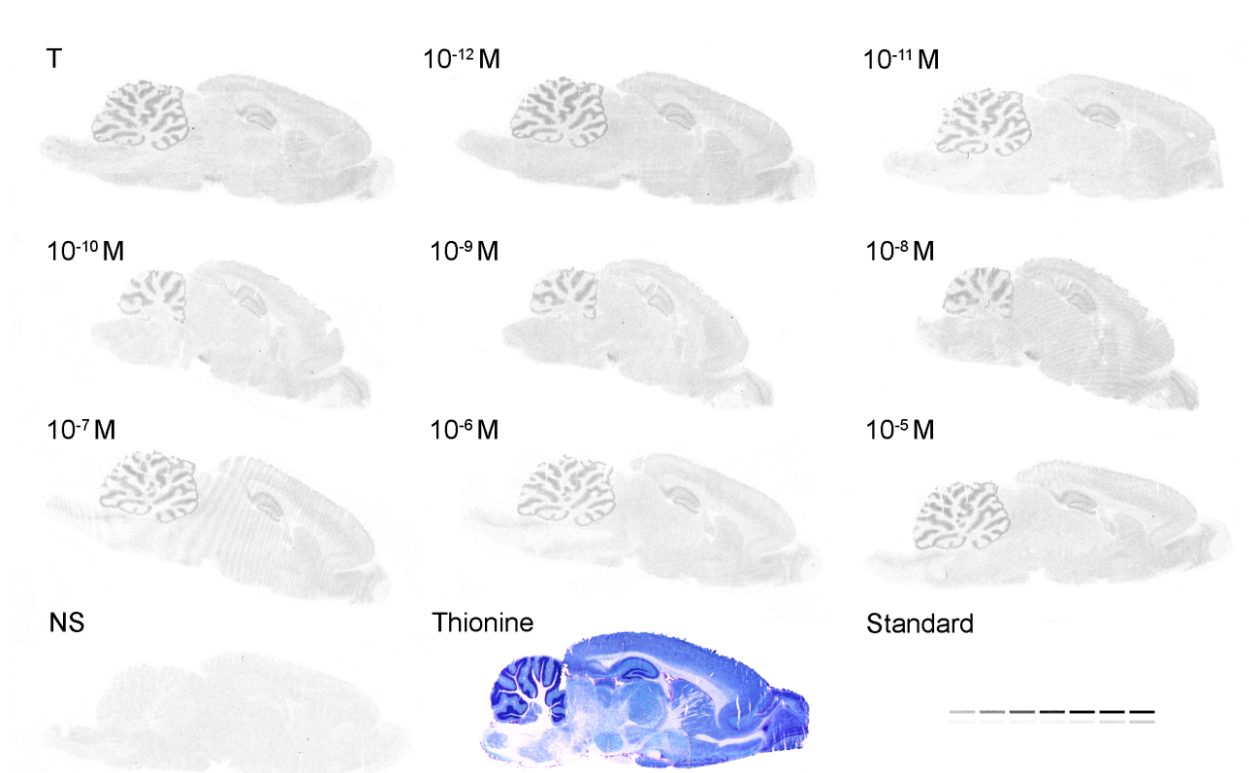 T
10⁻¹² M
10⁻¹¹ M
10⁻¹⁰ M
10⁻⁹ M
10⁻⁸ M
10⁻⁷ M
10⁻⁶ M
10⁻⁵ M
NS
Thionine
Standard